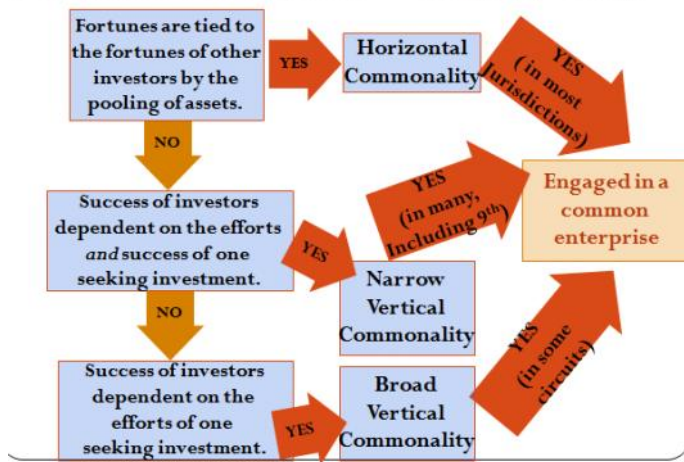 Fortunes are tied to
the fortunes of other
investors by the
pooling of assets.
YES
Horizontal
Commonality
YES
(in most
Jurisdictions)
NO
Success of investors
dependent on the efforts
and success of one
seeking investment.
YES
Narrow
Vertical
Commonality
YES
(in many,
Including 9th)
Engaged in a
common
enterprise
NO
Success of investors
dependent on the
efforts of one
seeking investment.
YES
Broad
Vertical
Commonality
YES
(in some
circuits)